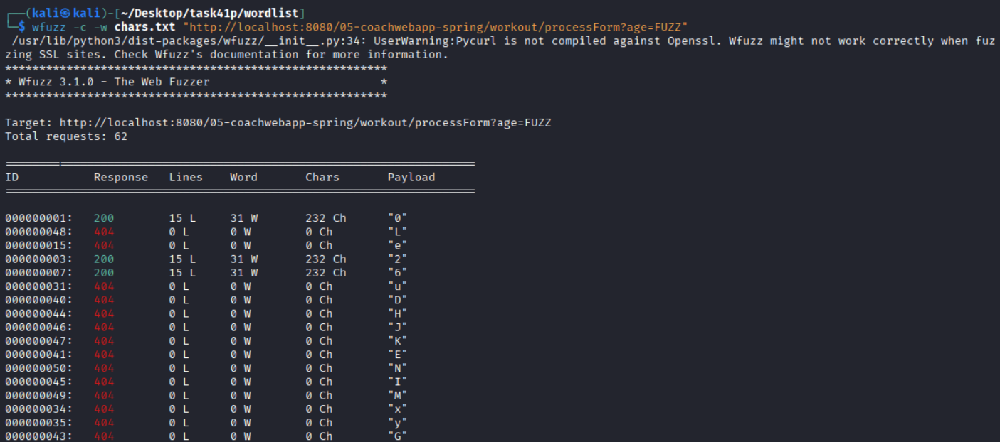 ┌──(kali㉿kali)-[~/Desktop/task41p/wordlist]
└─$ wfuzz -c -w chars.txt "http://localhost:8080/05-coachwebapp-spring/workout/processForm?age=FUZZ"
/usr/lib/python3/dist-packages/wfuzz/__init__.py:34: UserWarning:Pycurl is not compiled against Openssl. Wfuzz might not work correctly when fuz
zing SSL sites. Check Wfuzz's documentation for more information.
********************************************************
* Wfuzz 3.1.0 - The Web Fuzzer                         *
********************************************************
Target: http://localhost:8080/05-coachwebapp-spring/workout/processForm?age=FUZZ
Total requests: 62
=====================================================================
ID           Response   Lines    Word       Chars       Payload
=====================================================================
000000001:   200        15 L     31 W       232 Ch      "0"
000000048:   404        0 L      0 W        0 Ch        "L"
000000015:   404        0 L      0 W        0 Ch        "e"
000000003:   200        15 L     31 W       232 Ch      "2"
000000007:   200        15 L     31 W       232 Ch      "6"
000000031:   404        0 L      0 W        0 Ch        "u"
000000040:   404        0 L      0 W        0 Ch        "D"
000000044:   404        0 L      0 W        0 Ch        "H"
000000046:   404        0 L      0 W        0 Ch        "J"
000000047:   404        0 L      0 W        0 Ch        "K"
000000041:   404        0 L      0 W        0 Ch        "E"
000000050:   404        0 L      0 W        0 Ch        "N"
000000045:   404        0 L      0 W        0 Ch        "I"
000000049:   404        0 L      0 W        0 Ch        "M"
000000034:   404        0 L      0 W        0 Ch        "x"
000000035:   404        0 L      0 W        0 Ch        "y"
000000043:   404        0 L      0 W        0 Ch        "G"